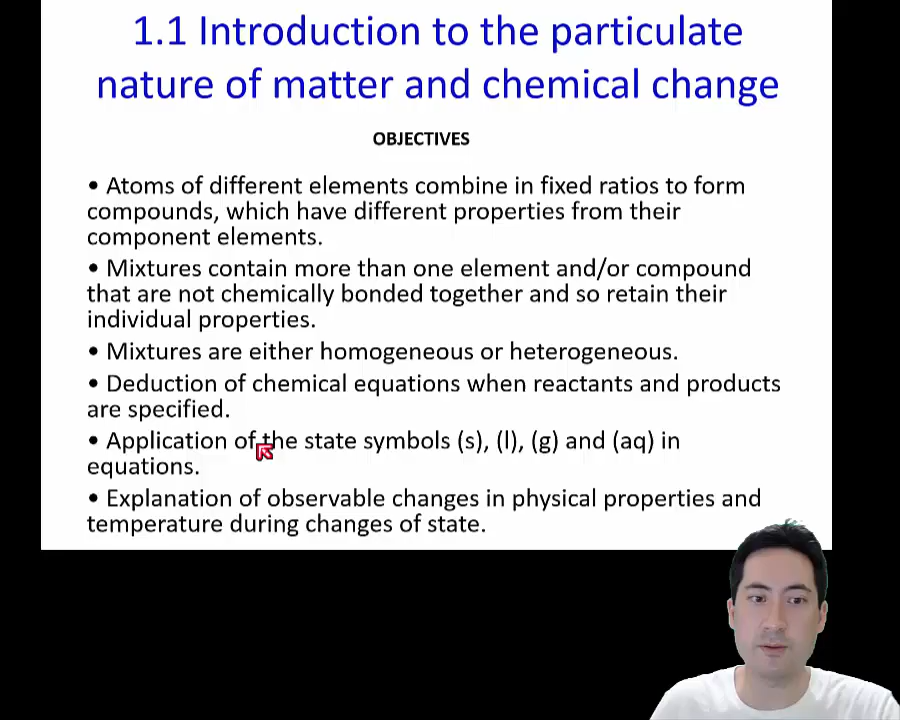 1.1 Introduction to the particulate
nature of matter and chemical change
OBJECTIVES
• Atoms of different elements combine in fixed ratios to form
compounds, which have different properties from their
component elements.
• Mixtures contain more than one element and/or compound
that are not chemically bonded together and so retain their
individual properties.
• Mixtures are either homogeneous or heterogeneous.
• Deduction of chemical equations when reactants and products
are specified.
• Application of the state symbols (s), (l), (g) and (aq) in
equations.
• Explanation of observable changes in physical properties and
temperature during changes of state.